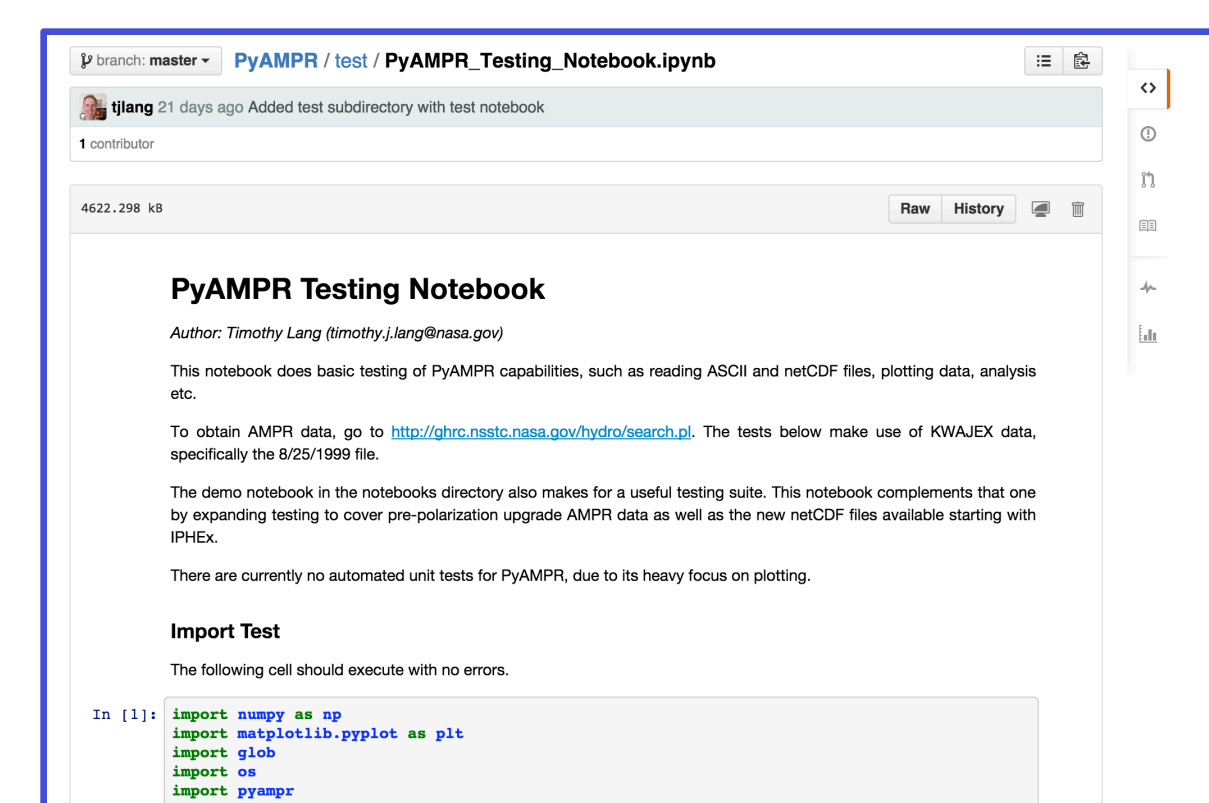 branch: master PyAMPR / test / PyAMPR_Testing_Notebook.ipynb
tjlang 21 days ago Added test subdirectory with test notebook
1 contributor
4622.298 kB Raw History
PyAMPR Testing Notebook
Author: Timothy Lang (timothy.j.lang@nasa.gov)
This notebook does basic testing of PyAMPR capabilities, such as reading ASCII and netCDF files, plotting data, analysis
etc.
To obtain AMPR data, go to http://ghrc.nsstc.nasa.gov/hydro/search.pl. The tests below make use of KWAJEX data,
specifically the 8/25/1999 file.
The demo notebook in the notebooks directory also makes for a useful testing suite. This notebook complements that one
by expanding testing to cover pre-polarization upgrade AMPR data as well as the new netCDF files available starting with
IPHEx.
There are currently no automated unit tests for PyAMPR, due to its heavy focus on plotting.
Import Test
The following cell should execute with no errors.
In [1]: import numpy as np
import matplotlib.pyplot as plt
import glob
import os
import pyampr